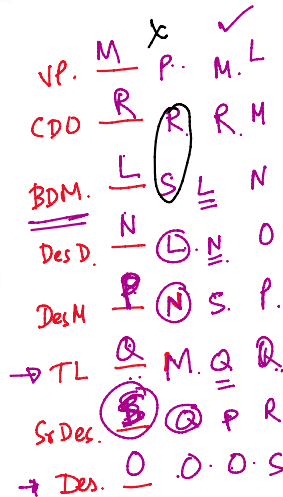 x ✓
VP. M P. M. L
CDO R R. R. M
BDM. L S L N
Des D. N L. N. O
Des M P N S. P.
→ TL Q M. Q Q.
Sr Des. S Q P R
→ Des. O .O. O. S